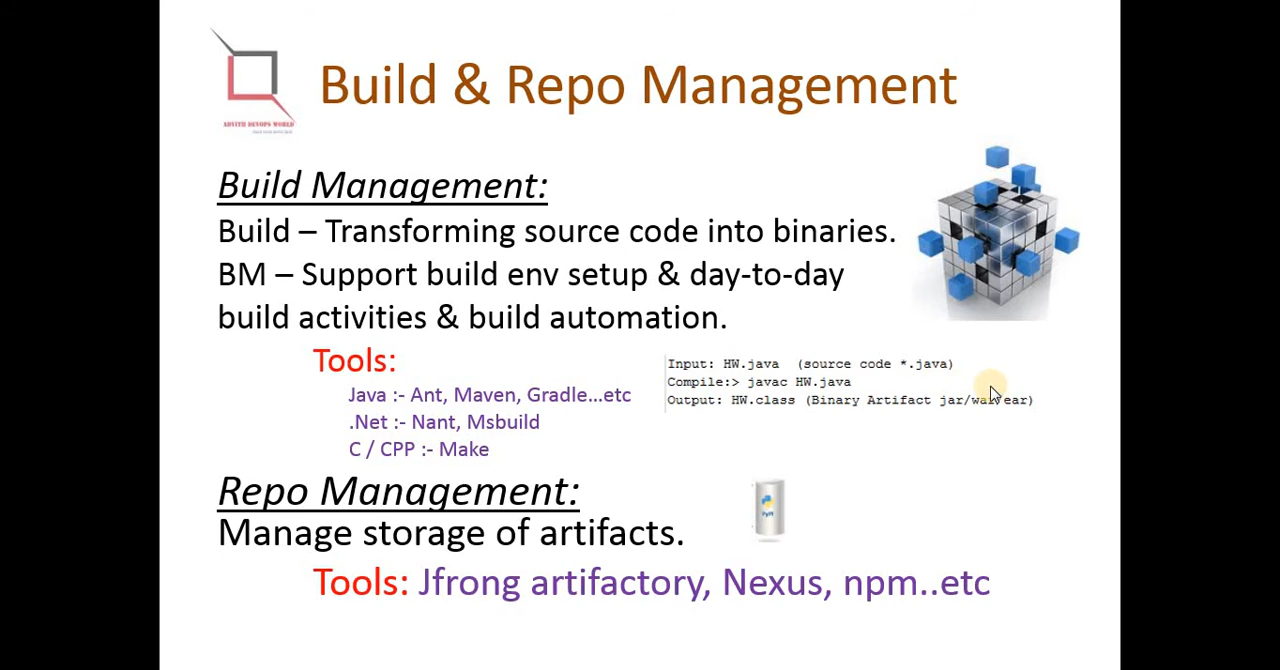 Build & Repo Management
ADVITH DEVOPS WORLD
Build Management:
Build – Transforming source code into binaries.
BM – Support build env setup & day-to-day
build activities & build automation.
Tools:
Java :- Ant, Maven, Gradle...etc
.Net :- Nant, Msbuild
C / CPP :- Make
Input: HW.java (source code *.java)
Compile:> javac HW.java
Output: HW.class (Binary Artifact jar/war/ear)
Repo Management:
Manage storage of artifacts.
Tools: Jfrong artifactory, Nexus, npm..etc